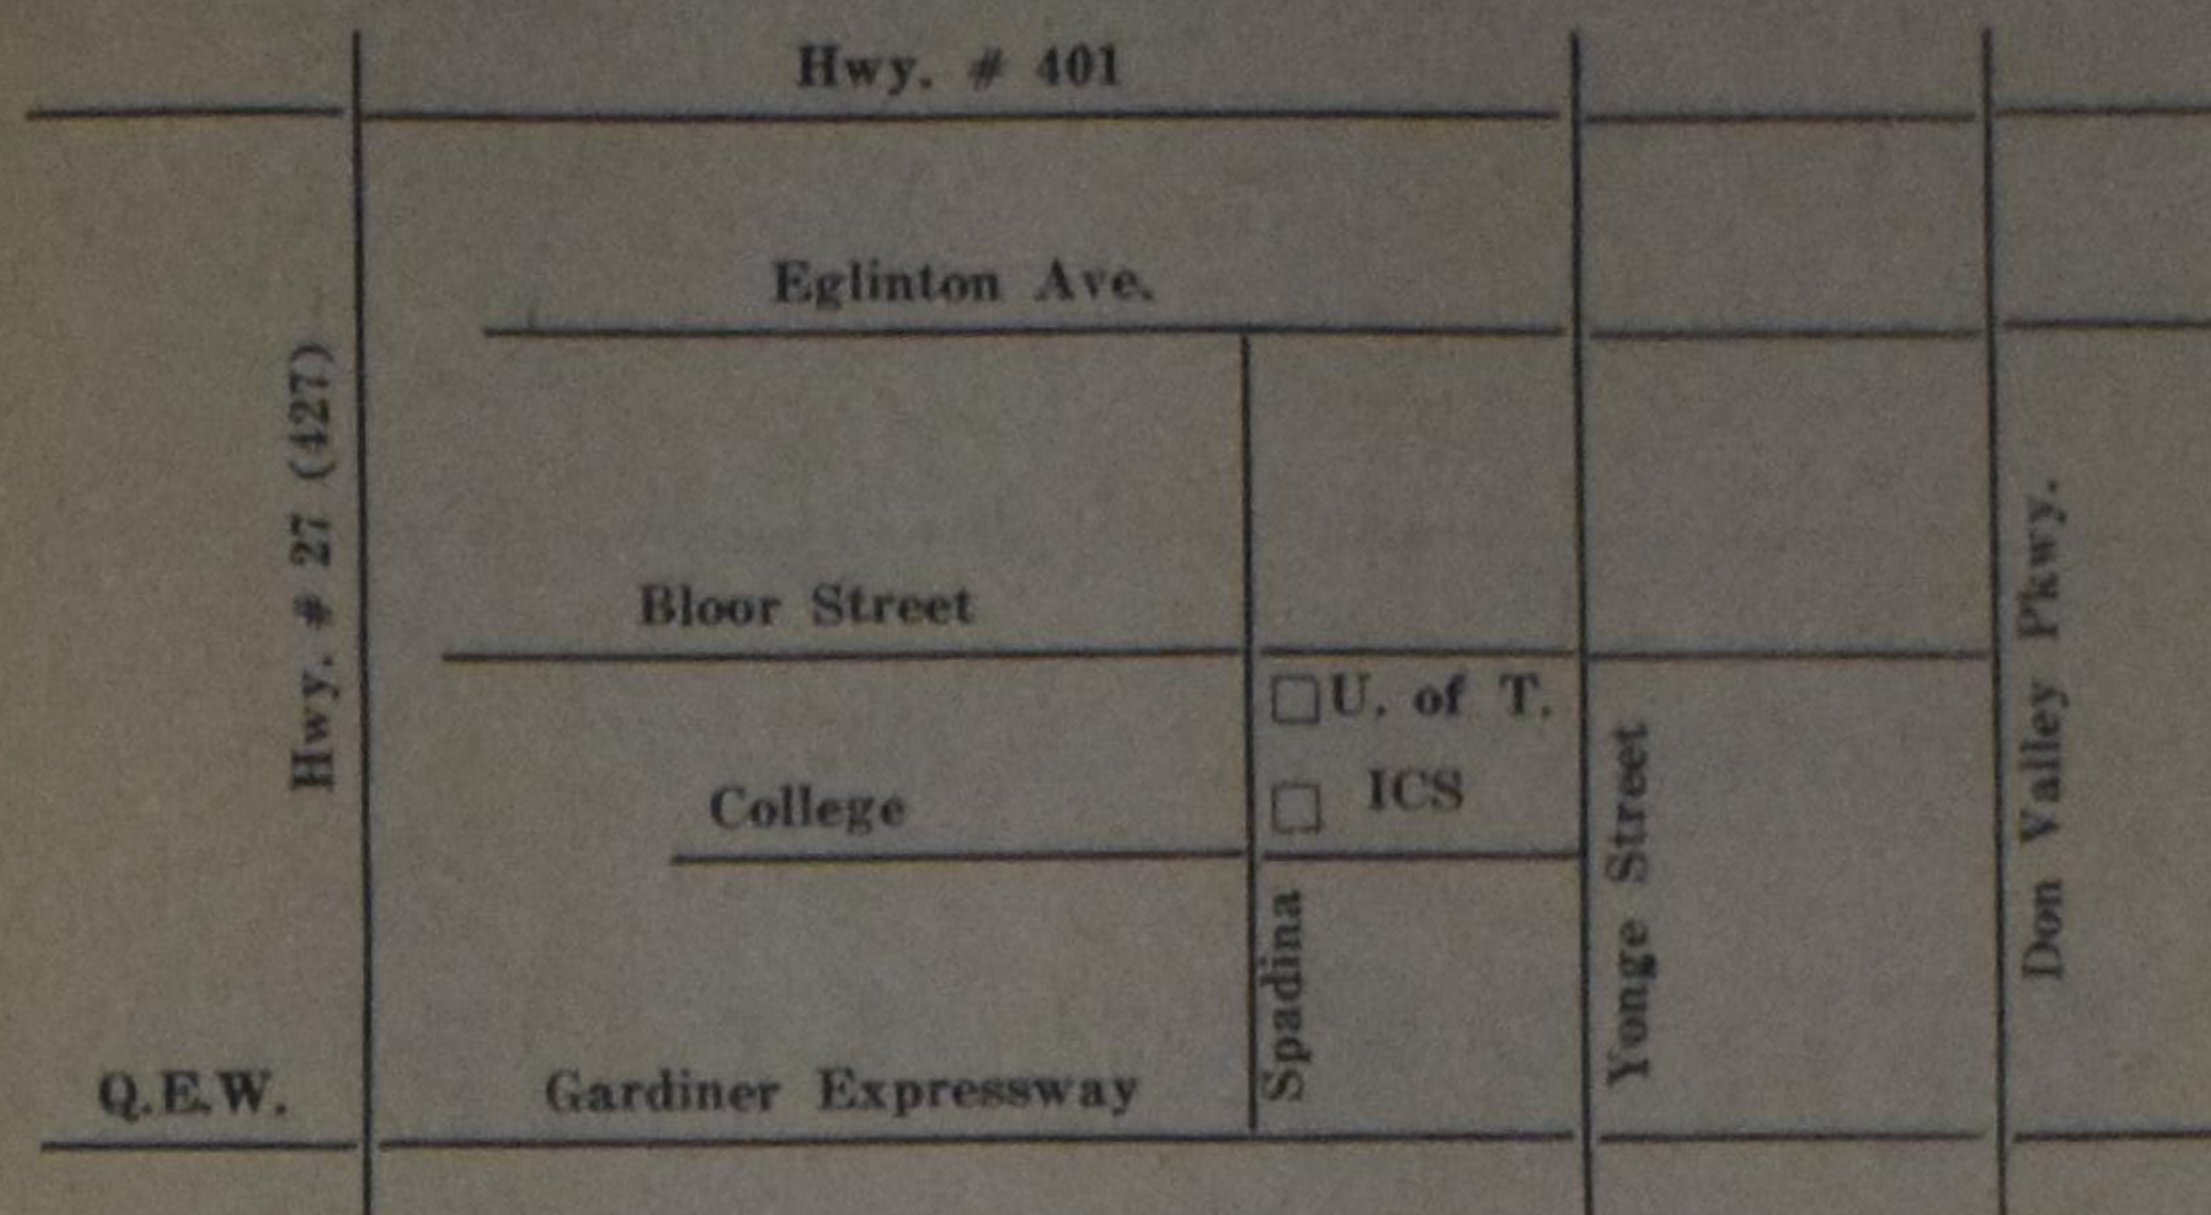 Hwy. # 401
Eglinton Ave.
Hwy. # 27 (427)
Bloor Street
U. of T.
ICS
College
Spadina
Yonge Street
Don Valley Pkwy.
Q.E.W.
Gardiner Expressway